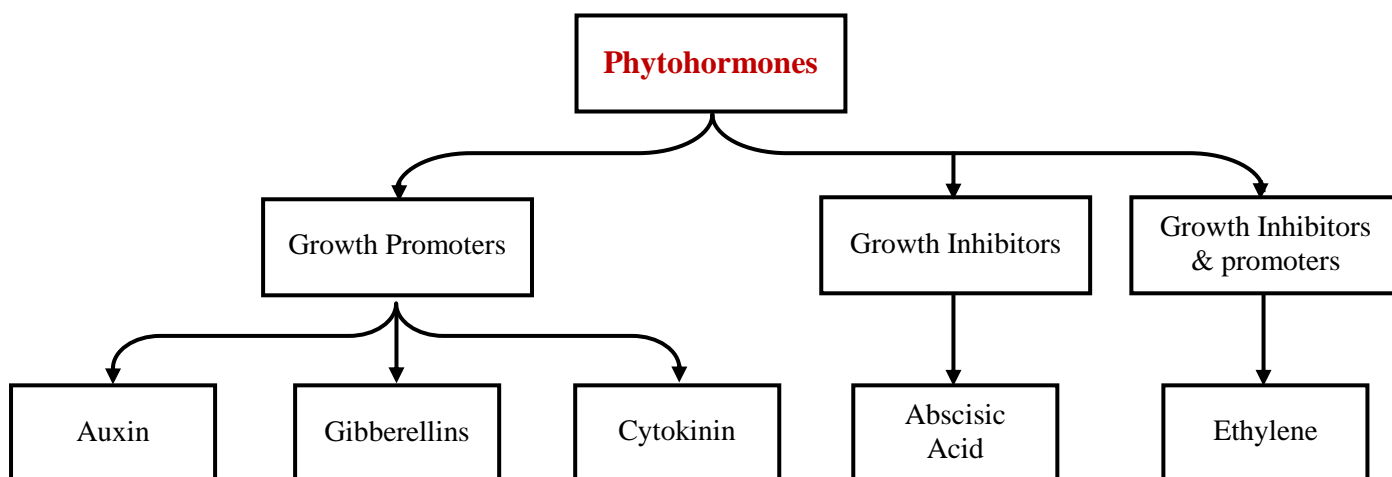 Phytohormones
Growth Promoters
Growth Inhibitors
Growth Inhibitors
& promoters
Auxin
Gibberellins
Cytokinin
Abscisic
Acid
Ethylene